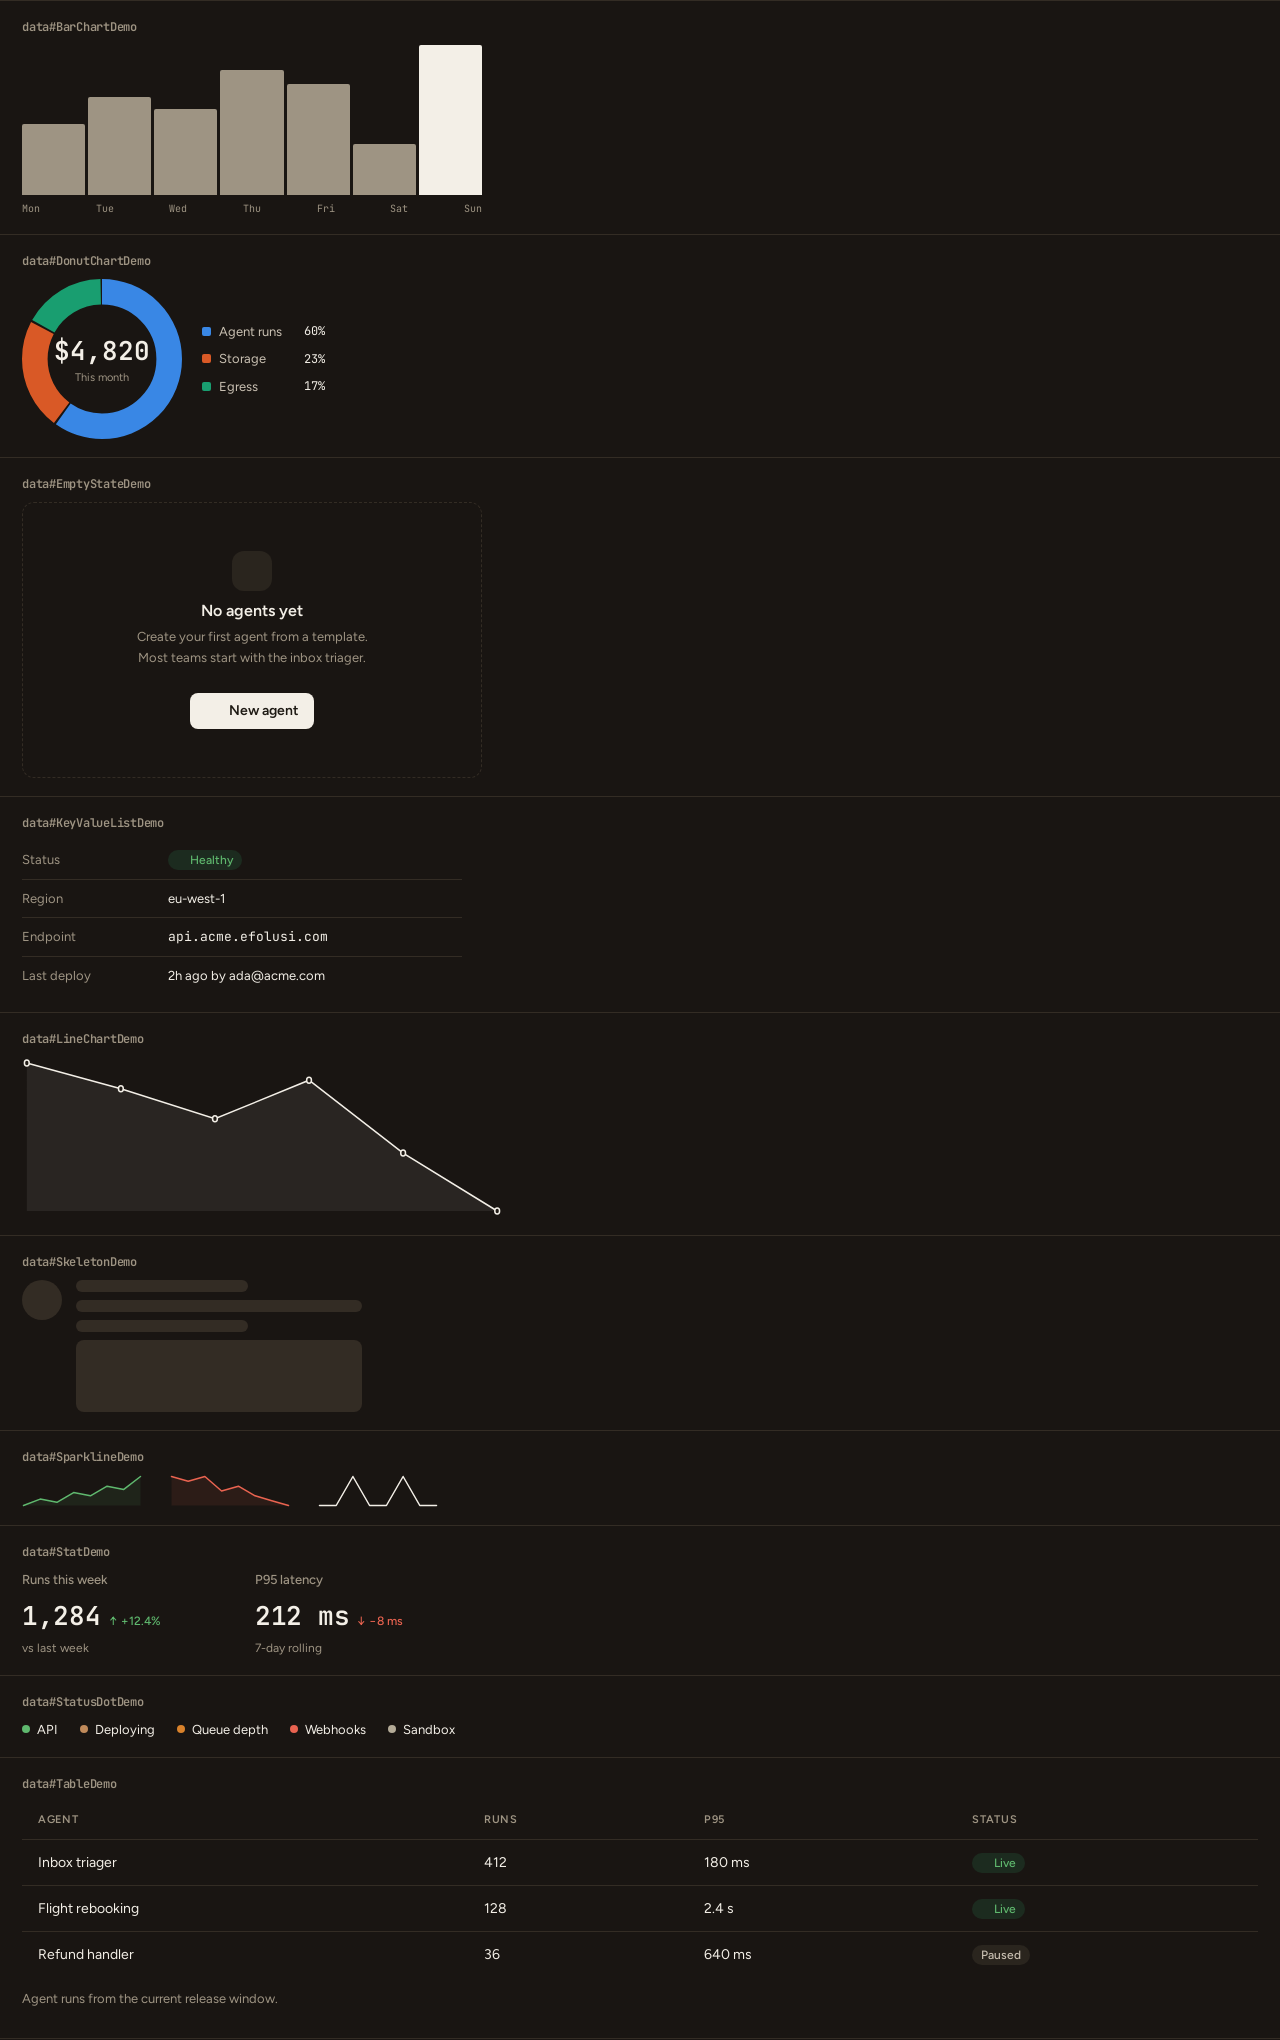 data#BarChartDemo
Mon Tue Wed Thu Fri Sat Sun
data#DonutChartDemo
$4,820
This month
Agent runs 60%
Storage 23%
Egress 17%
data#EmptyStateDemo
No agents yet
Create your first agent from a template.
Most teams start with the inbox triager.
New agent
data#KeyValueListDemo
Status Healthy
Region eu-west-1
Endpoint api.acme.efolusi.com
Last deploy 2h ago by ada@acme.com
data#LineChartDemo
data#SkeletonDemo
data#SparklineDemo
data#StatDemo
Runs this week P95 latency
1,284 ↑ +12.4% 212 ms ↓ −8 ms
vs last week 7-day rolling
data#StatusDotDemo
API Deploying Queue depth Webhooks Sandbox
data#TableDemo
AGENT RUNS P95 STATUS
Inbox triager 412 180 ms Live
Flight rebooking 128 2.4 s Live
Refund handler 36 640 ms Paused
Agent runs from the current release window.